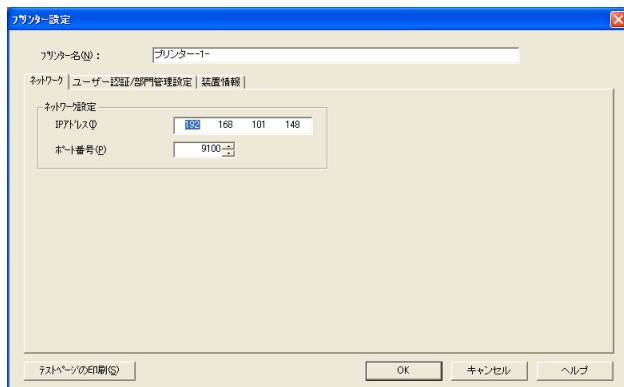 プリンター設定
プリンター名(N)： プリンター-1-
ネットワーク ユーザー認証/部門管理設定 装置情報
ネットワーク設定
IPアドレス(I) 192 168 101 148
ポート番号(P) 9100
テストページの印刷(S) OK キャンセル ヘルプ